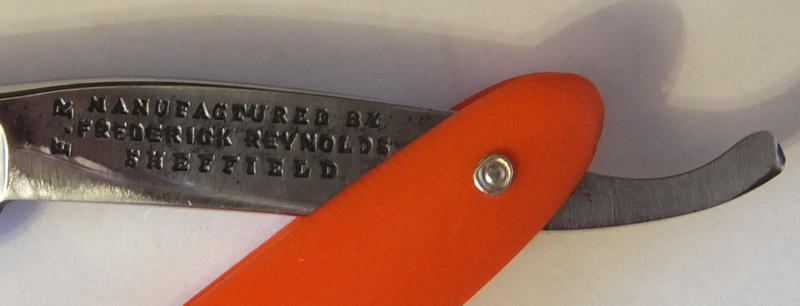 MANUFACTURED BY
FREDERICK REYNOLDS
SHEFFIELD